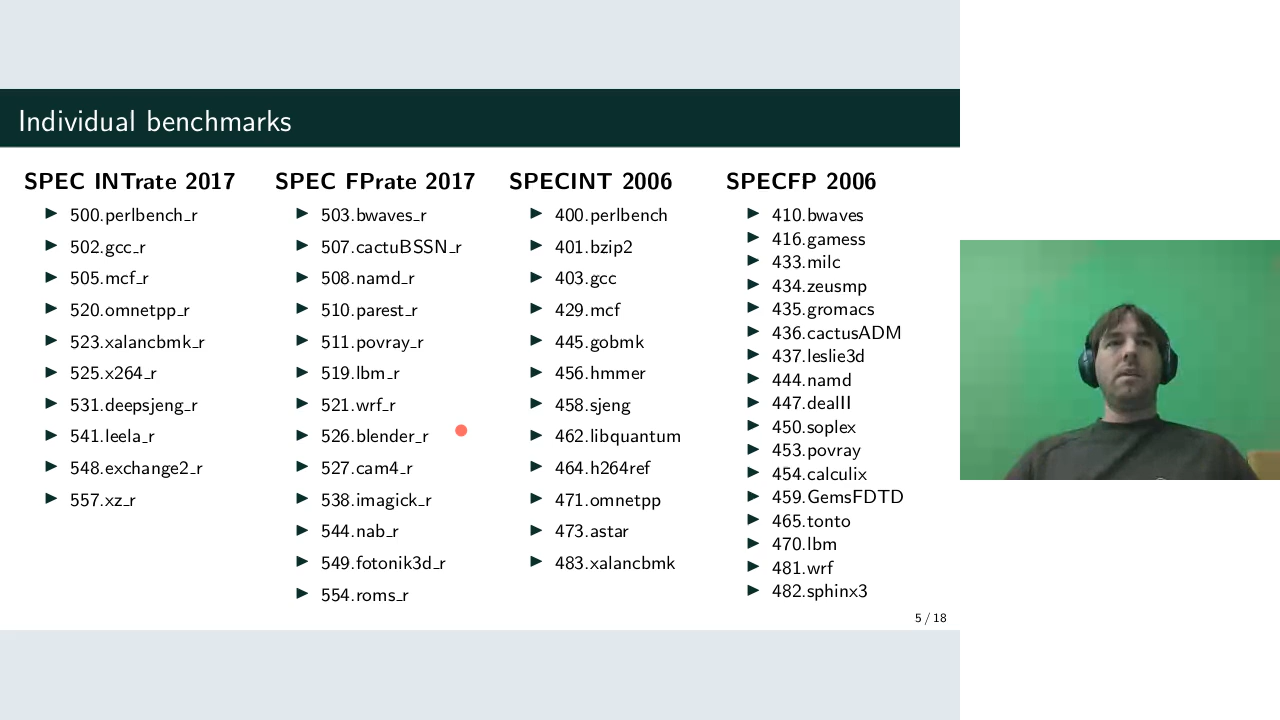 Individual benchmarks
SPEC INTrate 2017
500.perlbench_r
502.gcc_r
505.mcf_r
520.omnetpp_r
523.xalancbmk_r
525.x264_r
531.deepsjeng_r
541.leela_r
548.exchange2_r
557.xz_r
SPEC FPrate 2017
503.bwaves_r
507.cactuBSSN_r
508.namd_r
510.parest_r
511.povray_r
519.lbm_r
521.wrf_r
526.blender_r
527.cam4_r
538.imagick_r
544.nab_r
549.fotonik3d_r
554.roms_r
SPECINT 2006
400.perlbench
401.bzip2
403.gcc
429.mcf
445.gobmk
456.hmmer
458.sjeng
462.libquantum
464.h264ref
471.omnetpp
473.astar
483.xalancbmk
SPECFP 2006
410.bwaves
416.gamess
433.milc
434.zeusmp
435.gromacs
436.cactusADM
437.leslie3d
444.namd
447.dealII
450.soplex
453.povray
454.calculix
459.GemsFDTD
465.tonto
470.lbm
481.wrf
482.sphinx3
5 / 18